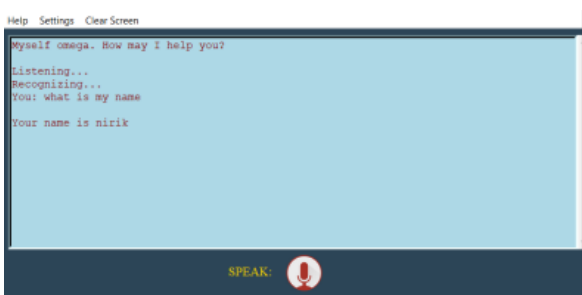 Help Settings Clear Screen
Myself omega. How may I help you?
Listening...
Recognizing...
You: what is my name
Your name is nirik
SPEAK: